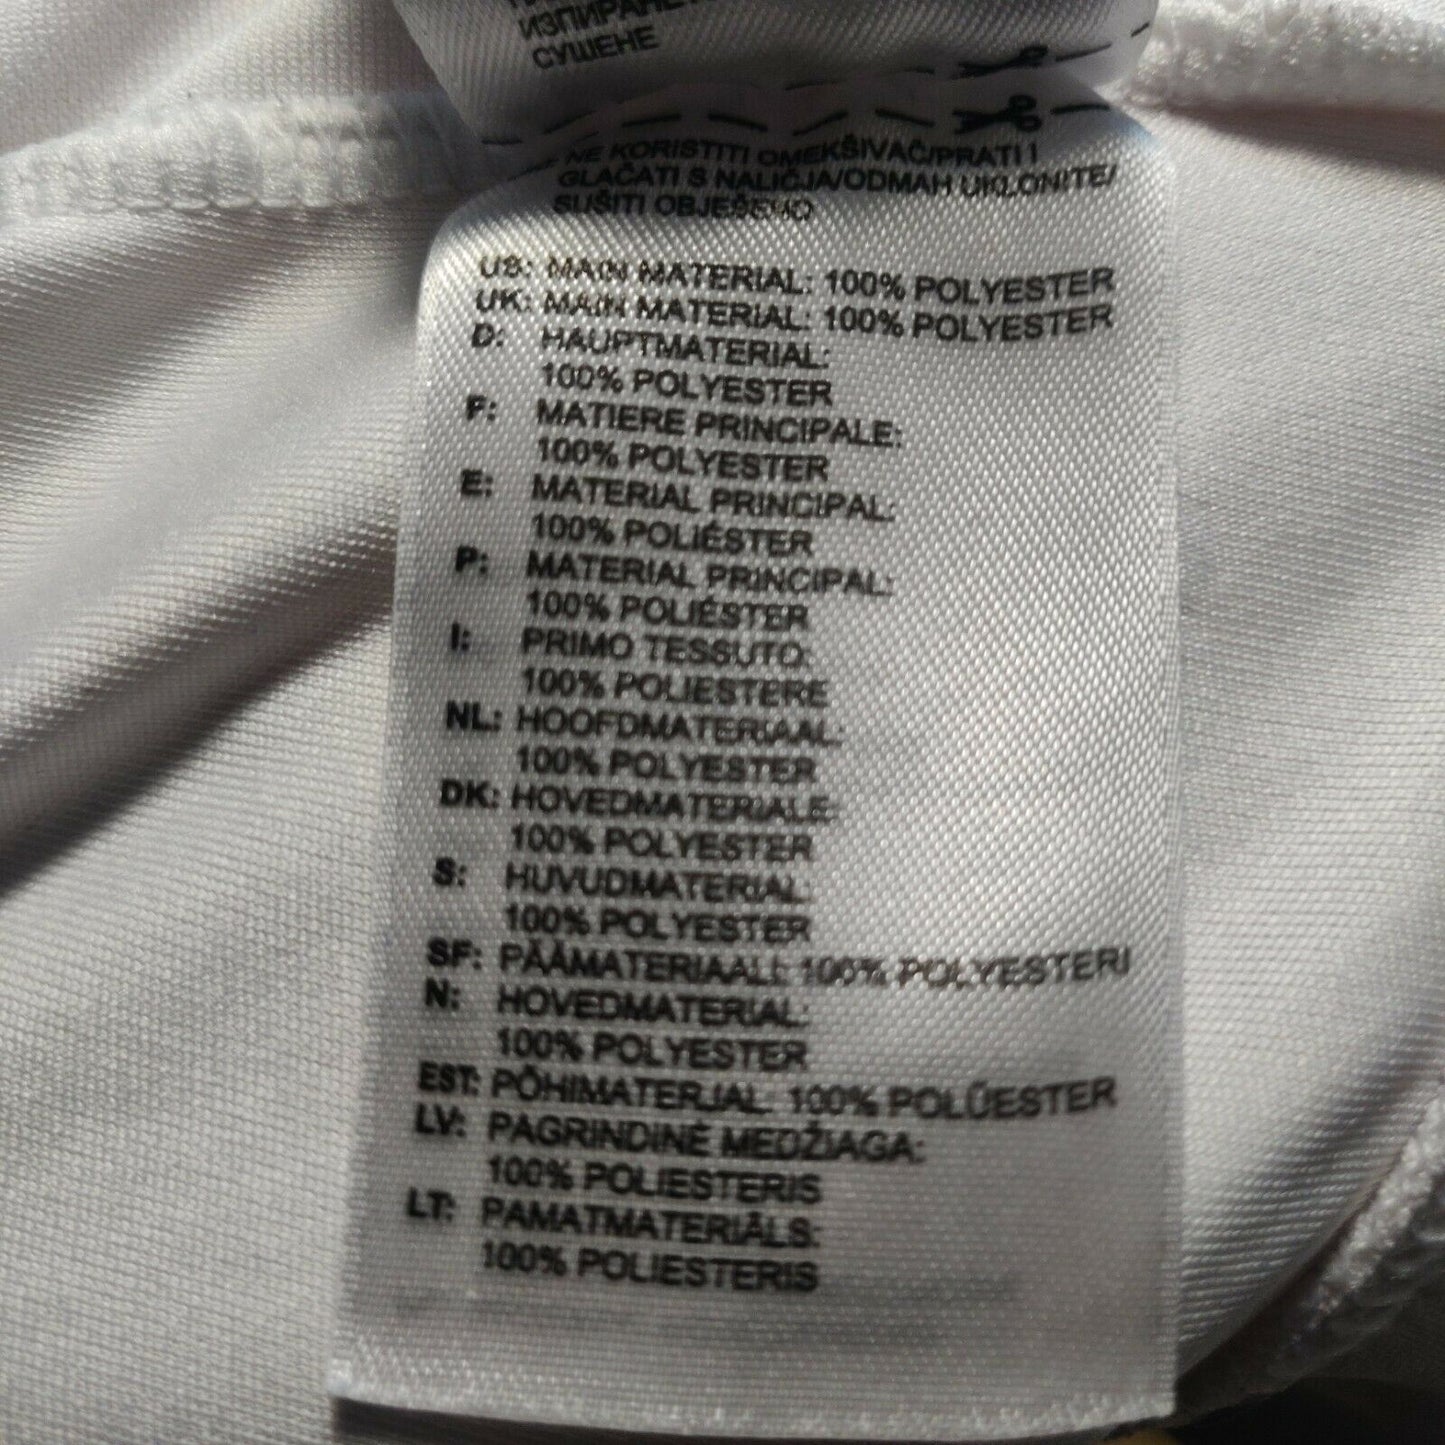 ИЗПИРАНЕ
СУШЕНЕ
NE KORISTITI OMEKŠIVAČ/PRATI I
GLAČATI S NALIČJA/ODMAH UKLONITE/
SUŠITI OBJEŠENO
US: MAIN MATERIAL: 100% POLYESTER
UK: MAIN MATERIAL: 100% POLYESTER
D: HAUPTMATERIAL:
100% POLYESTER
F: MATIERE PRINCIPALE:
100% POLYESTER
E: MATERIAL PRINCIPAL:
100% POLIÉSTER
P: MATERIAL PRINCIPAL:
100% POLIÉSTER
I: PRIMO TESSUTO:
100% POLIESTERE
NL: HOOFDMATERIAAL:
100% POLYESTER
DK: HOVEDMATERIALE:
100% POLYESTER
S: HUVUDMATERIAL:
100% POLYESTER
SF: PÄÄMATERIAALI: 100% POLYESTERI
N: HOVEDMATERIAL:
100% POLYESTER
EST: PÕHIMATERJAL: 100% POLÜESTER
LV: PAGRINDINĖ MEDŽIAGA:
100% POLIESTERIS
LT: PAMATMATERIĀLS:
100% POLIESTERIS